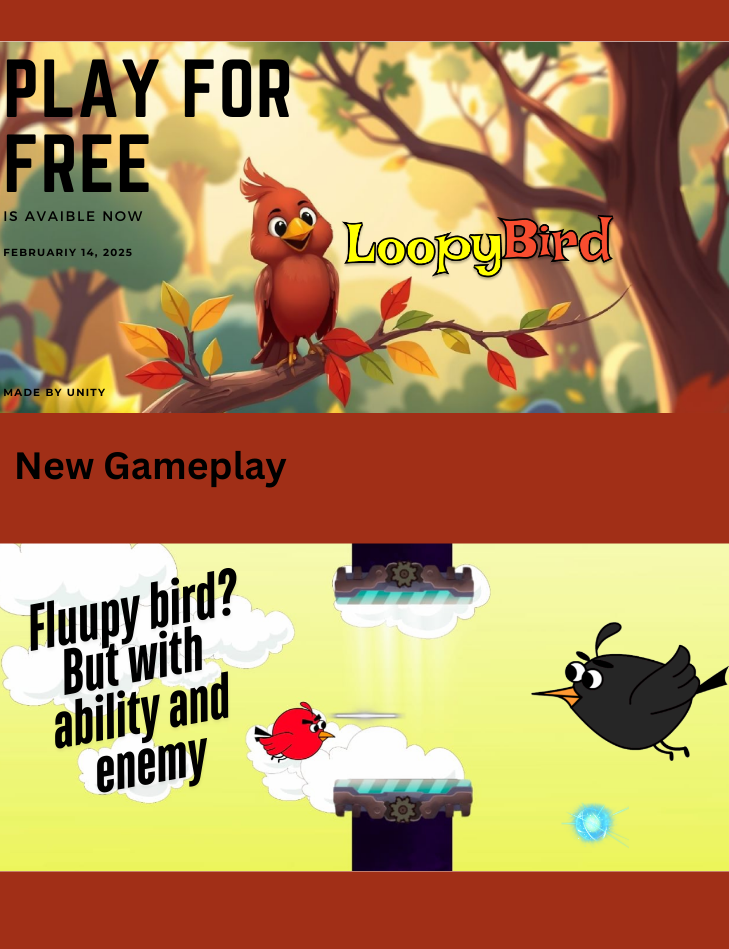 PLAY FOR
FREE
IS AVAIBLE NOW
FEBRUARIY 14, 2025
LoopyBird
MADE BY UNITY
New Gameplay
Fluupy bird?
But with
ability and
enemy